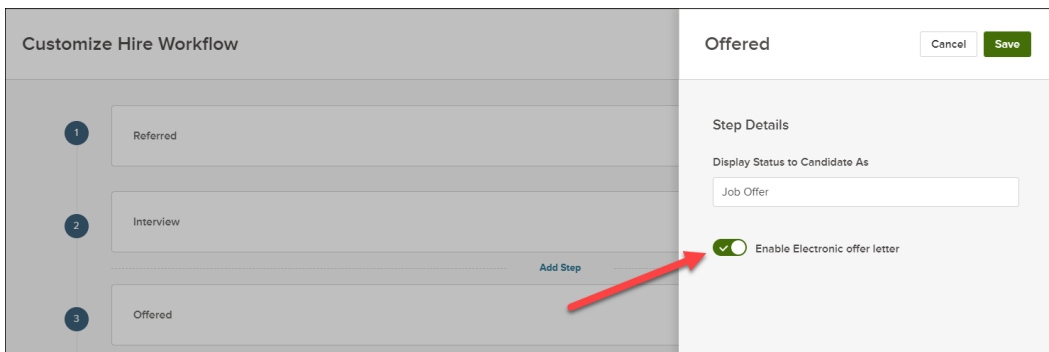 Customize Hire Workflow
1
Referred
2
Interview
Add Step
3
Offered
Offered
Cancel
Save
Step Details
Display Status to Candidate As
Job Offer
Enable Electronic offer letter